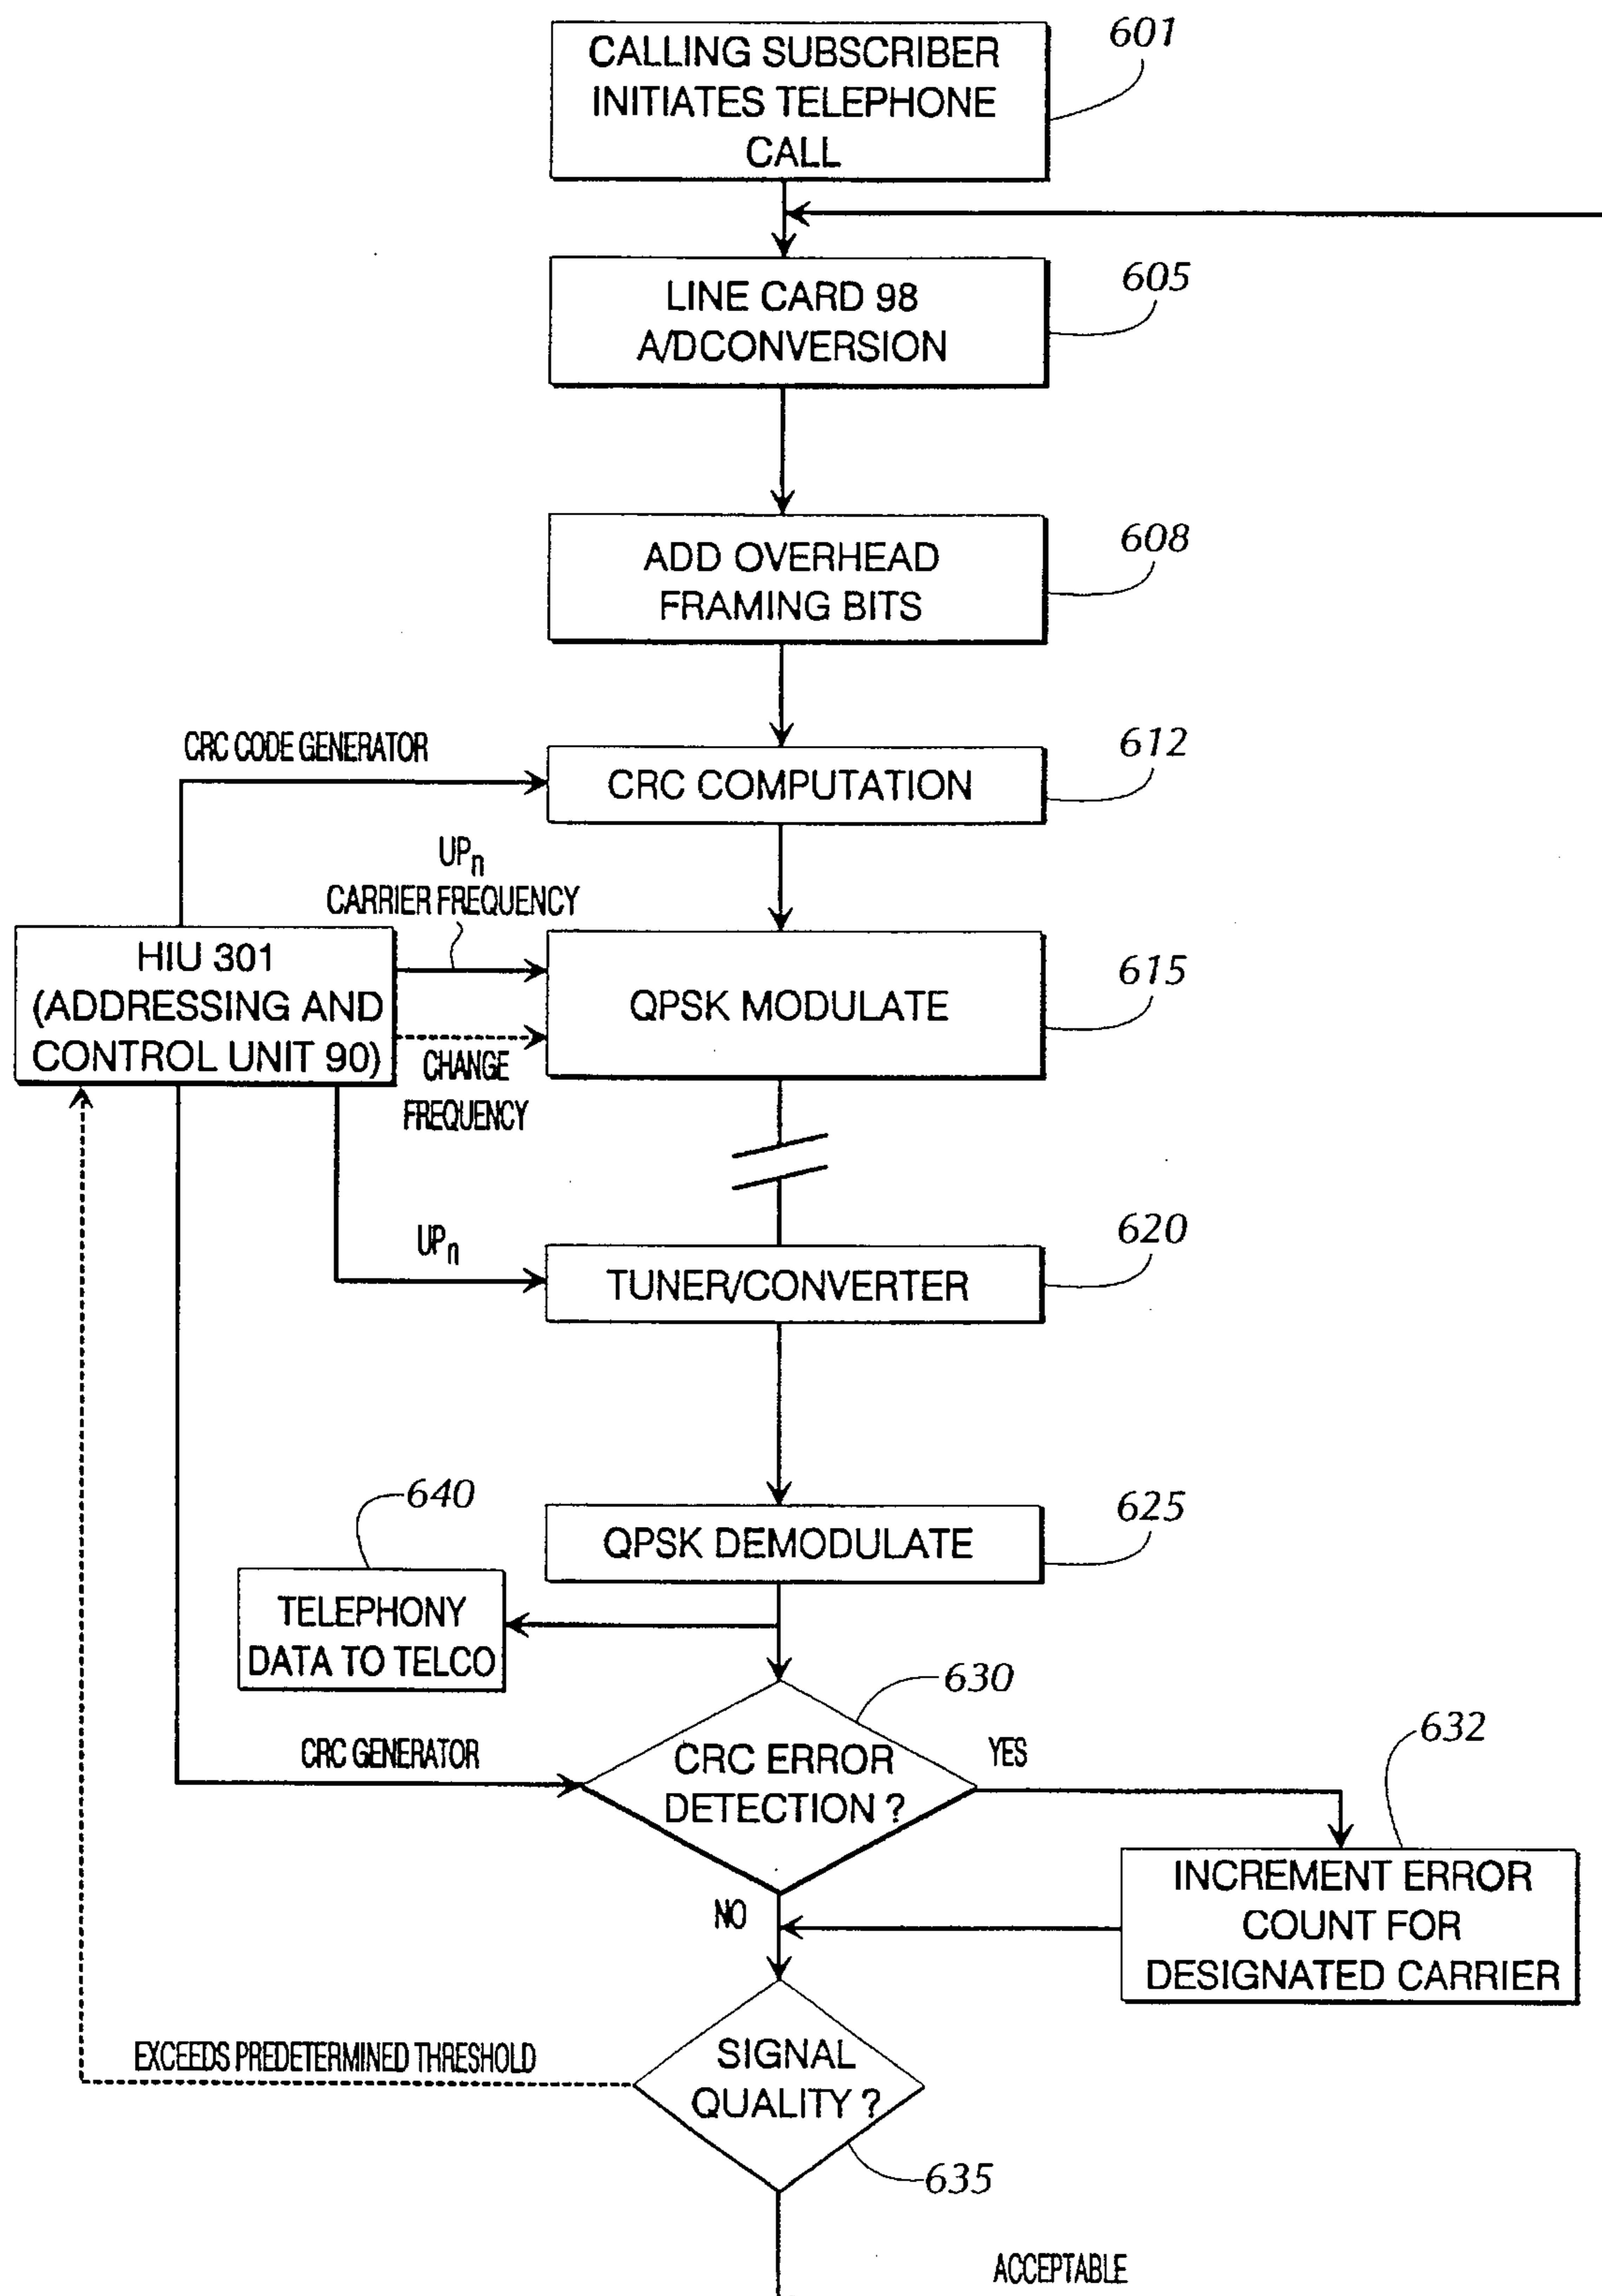 CALLING SUBSCRIBER
INITIATES TELEPHONE
CALL
601
LINE CARD 98
A/DCONVERSION
605
ADD OVERHEAD
FRAMING BITS
608
CRC CODE GENERATOR
CRC COMPUTATION
612
UPn
CARRIER FREQUENCY
HIU 301
(ADDRESSING AND
CONTROL UNIT 90)
QPSK MODULATE
615
CHANGE
FREQUENCY
UPn
TUNER/CONVERTER
620
640
QPSK DEMODULATE
625
TELEPHONY
DATA TO TELCO
630
CRC GENERATOR
CRC ERROR
DETECTION ?
YES
632
NO
INCREMENT ERROR
COUNT FOR
DESIGNATED CARRIER
EXCEEDS PREDETERMINED THRESHOLD
SIGNAL
QUALITY ?
635
ACCEPTABLE